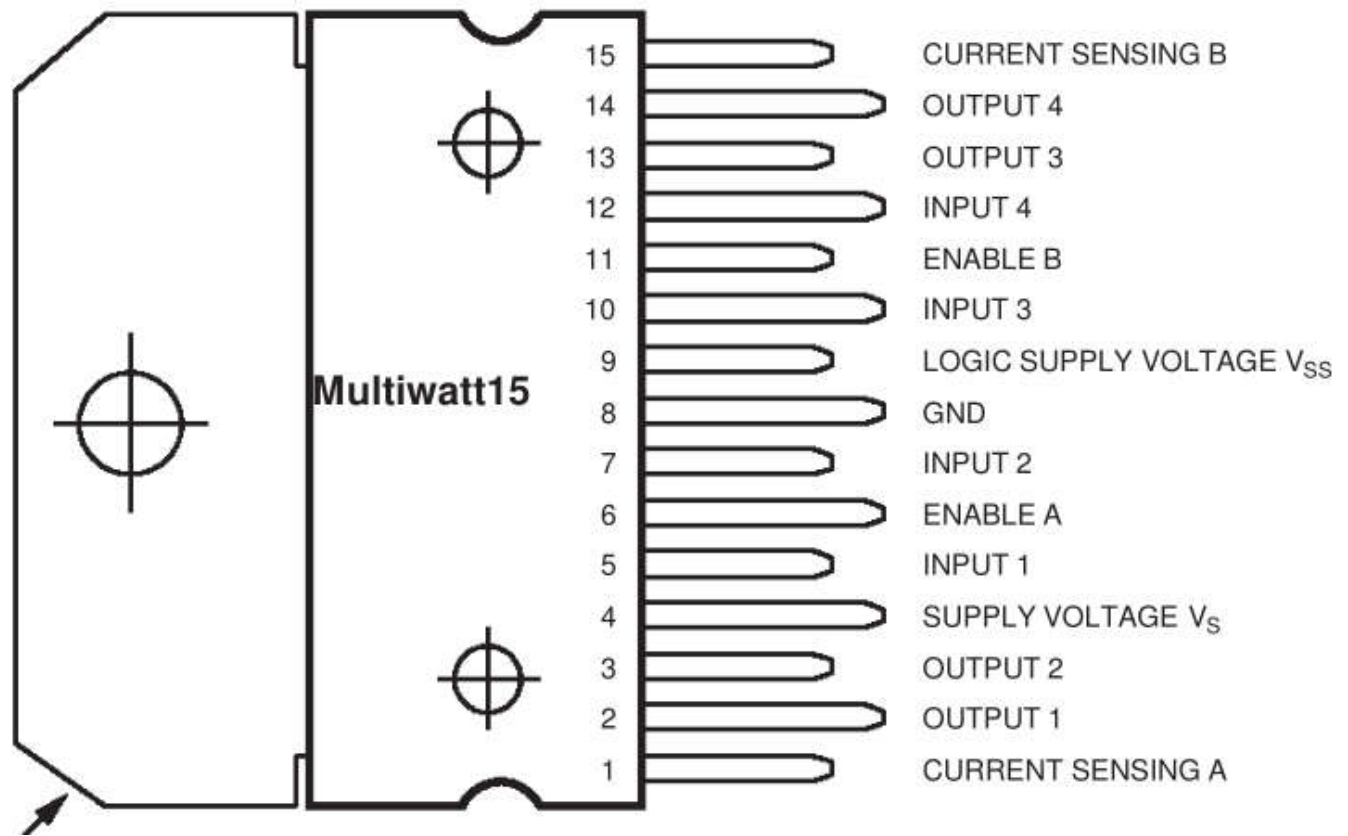 15 CURRENT SENSING B
14 OUTPUT 4
13 OUTPUT 3
12 INPUT 4
11 ENABLE B
10 INPUT 3
9 LOGIC SUPPLY VOLTAGE VSS
Multiwatt15
8 GND
7 INPUT 2
6 ENABLE A
5 INPUT 1
4 SUPPLY VOLTAGE VS
3 OUTPUT 2
2 OUTPUT 1
1 CURRENT SENSING A